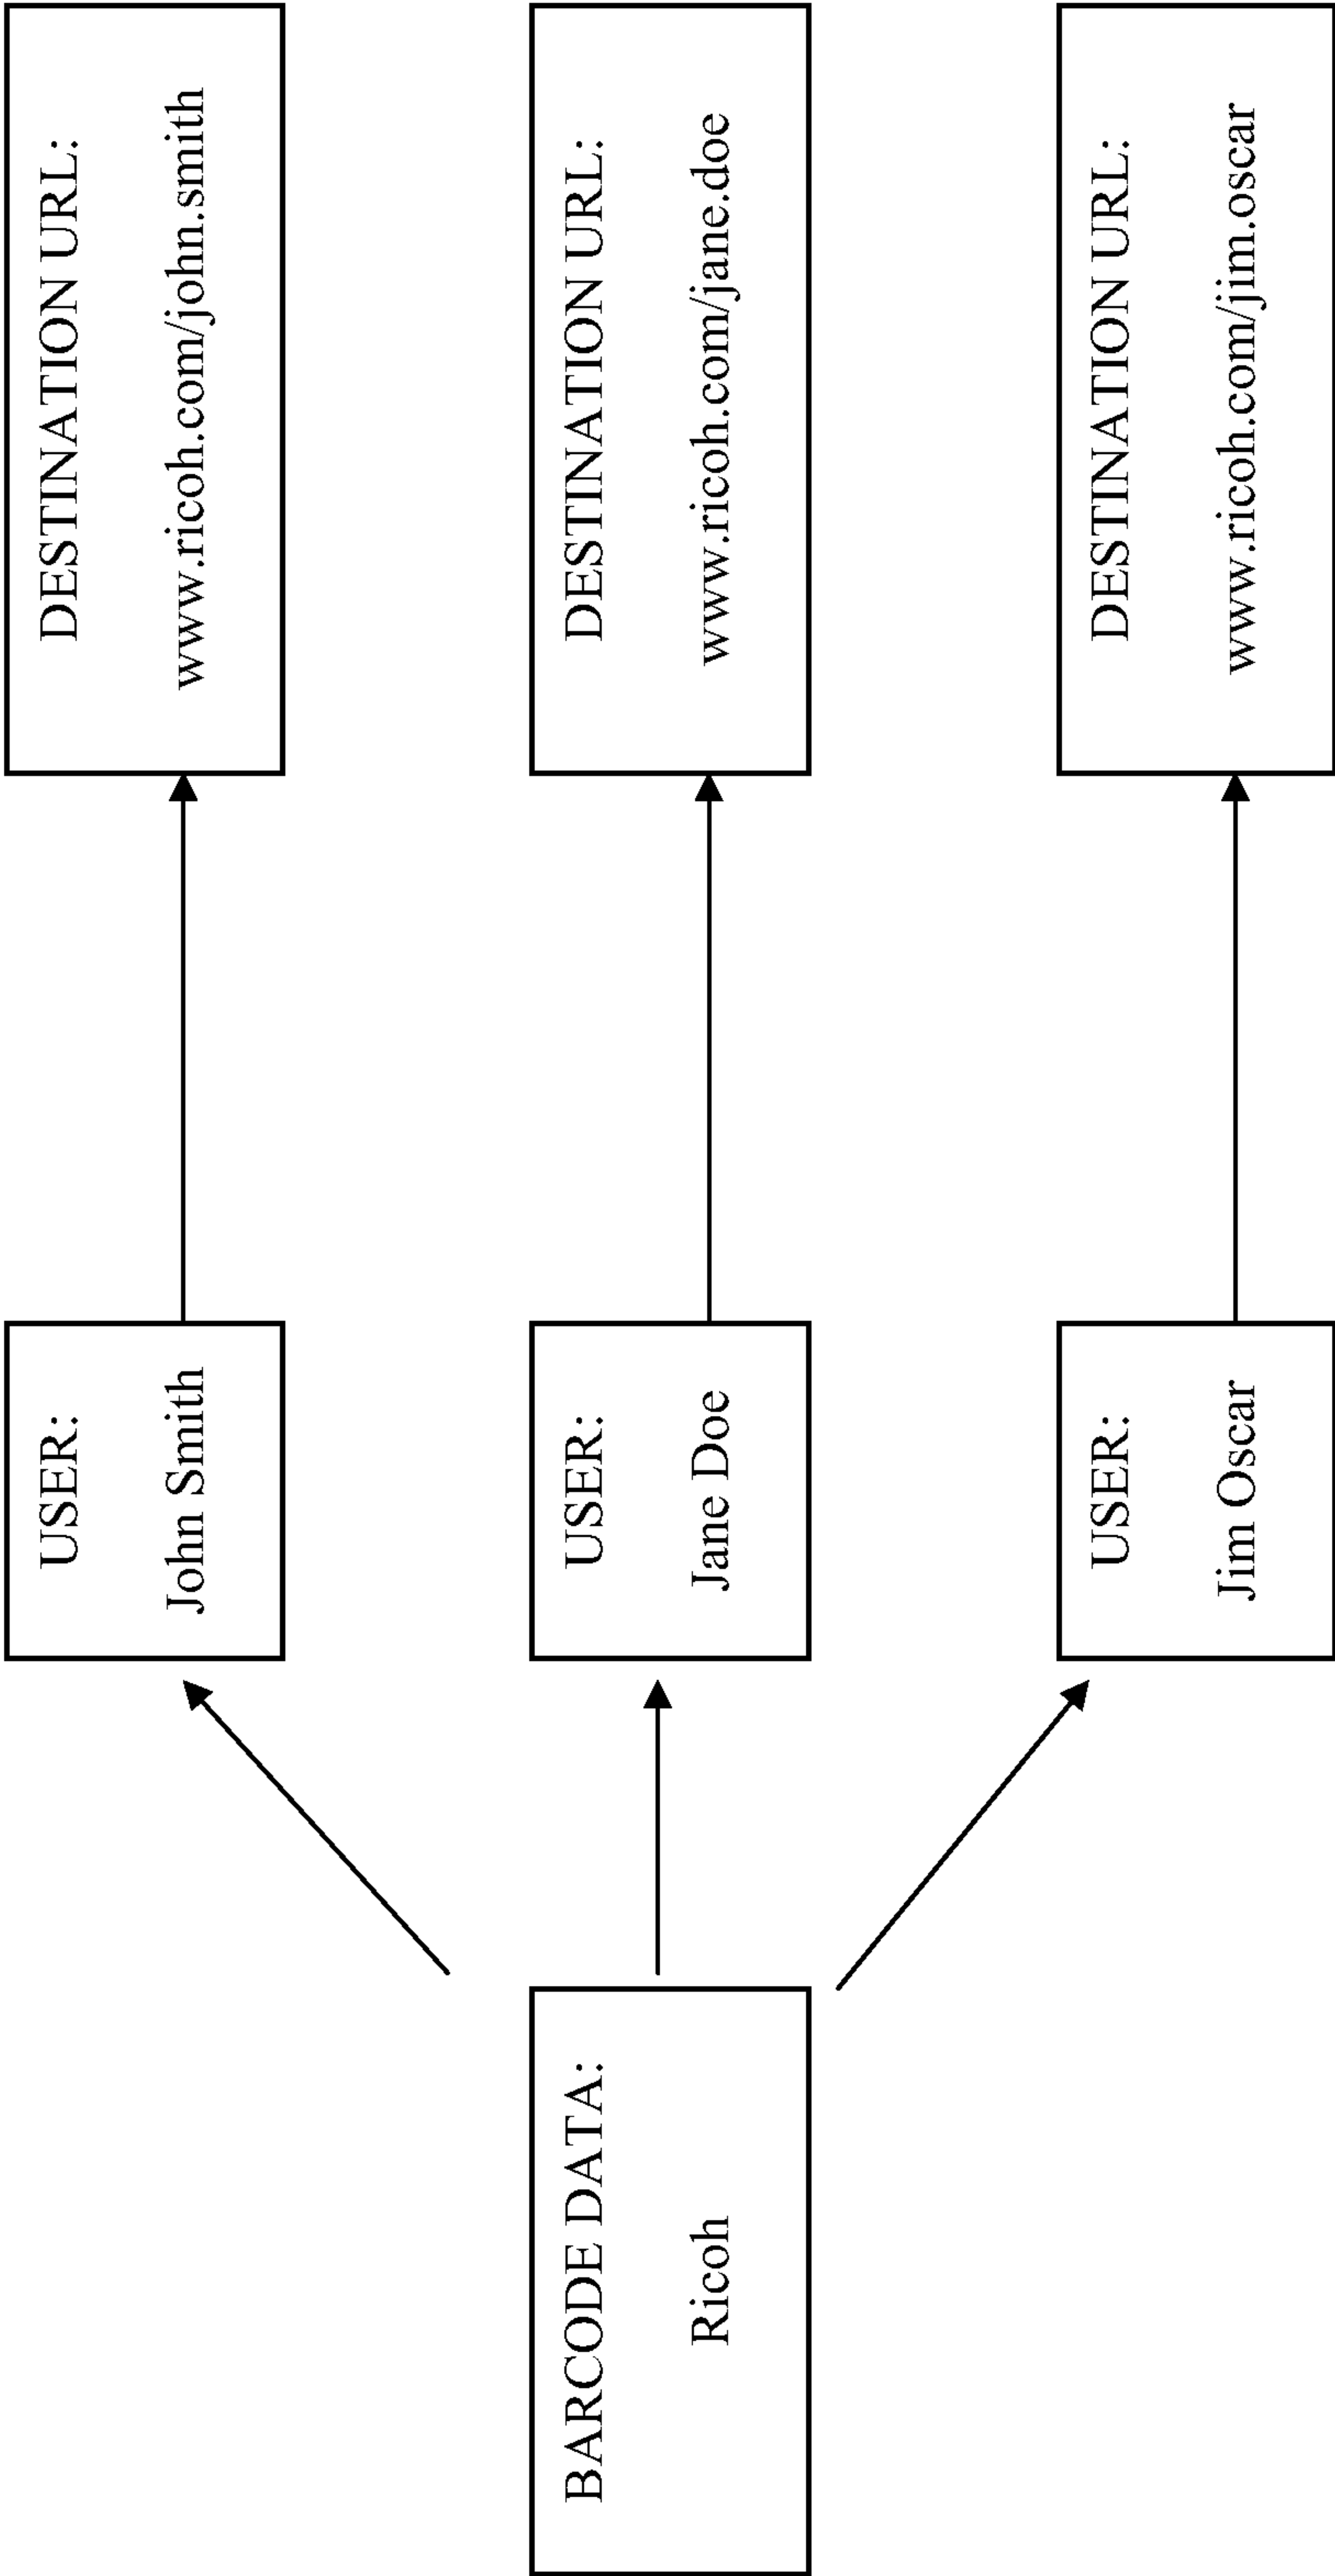 BARCODE DATA:
Ricoh
USER:
John Smith
DESTINATION URL:
www.ricoh.com/john.smith
USER:
Jane Doe
DESTINATION URL:
www.ricoh.com/jane.doe
USER:
Jim Oscar
DESTINATION URL:
www.ricoh.com/jim.oscar